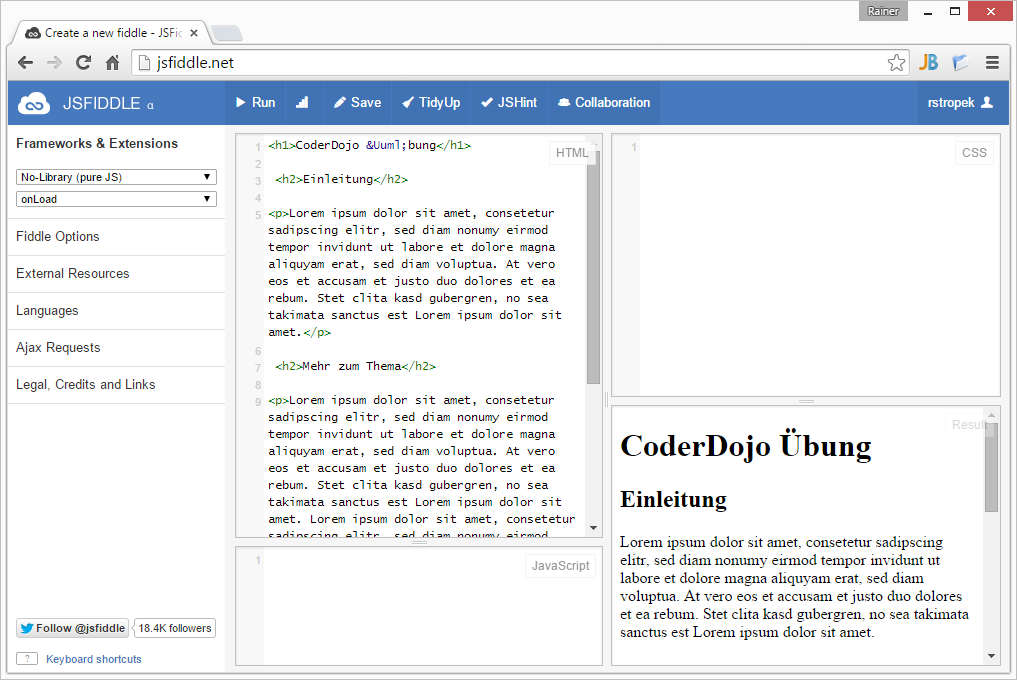 Rainer
Create a new fiddle - JSFi
jsfiddle.net
JB
JSFIDDLE α
Run
Save
TidyUp
JSHint
Collaboration
rstropek
Frameworks & Extensions
No-Library (pure JS)
onLoad
Fiddle Options
External Resources
Languages
Ajax Requests
Legal, Credits and Links
Follow @jsfiddle
18.4K followers
?
Keyboard shortcuts
HTML
1 <h1>CoderDojo &Uuml;bung</h1>
2
3 <h2>Einleitung</h2>
4
5 <p>Lorem ipsum dolor sit amet, consetetur
sadipscing elitr, sed diam nonumy eirmod
tempor invidunt ut labore et dolore magna
aliquyam erat, sed diam voluptua. At vero
eos et accusam et justo duo dolores et ea
rebum. Stet clita kasd gubergren, no sea
takimata sanctus est Lorem ipsum dolor sit
amet.</p>
6
7 <h2>Mehr zum Thema</h2>
8
9 <p>Lorem ipsum dolor sit amet, consetetur
sadipscing elitr, sed diam nonumy eirmod
tempor invidunt ut labore et dolore magna
aliquyam erat, sed diam voluptua. At vero
eos et accusam et justo duo dolores et ea
rebum. Stet clita kasd gubergren, no sea
takimata sanctus est Lorem ipsum dolor sit
amet. Lorem ipsum dolor sit amet, consetetur
sadipscing elitr, sed diam nonumy eirmod
1
JavaScript
1
CSS
Result
CoderDojo Übung
Einleitung
Lorem ipsum dolor sit amet, consetetur sadipscing
elitr, sed diam nonumy eirmod tempor invidunt ut
labore et dolore magna aliquyam erat, sed diam
voluptua. At vero eos et accusam et justo duo dolores
et ea rebum. Stet clita kasd gubergren, no sea takimata
sanctus est Lorem ipsum dolor sit amet.